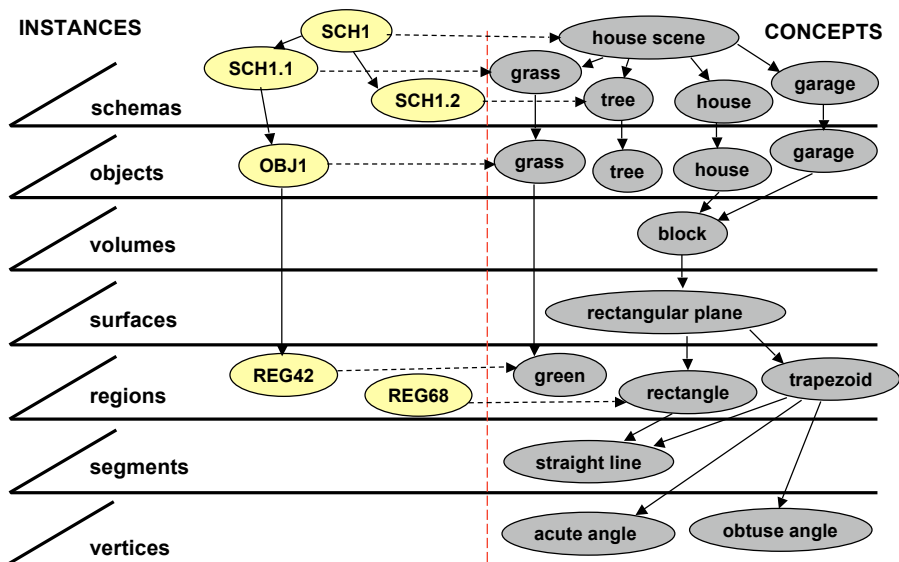 INSTANCES
SCH1
house scene
CONCEPTS
SCH1.1
grass
garage
schemas
SCH1.2
tree
house
objects
OBJ1
grass
tree
house
garage
volumes
block
surfaces
rectangular plane
regions
REG42
REG68
green
rectangle
trapezoid
segments
straight line
vertices
acute angle
obtuse angle